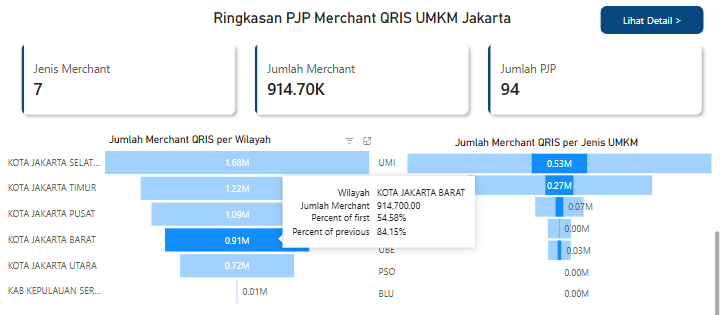 Ringkasan PJP Merchant QRIS UMKM Jakarta
Lihat Detail >
Jenis Merchant
7
Jumlah Merchant
914.70K
Jumlah PJP
94
Jumlah Merchant QRIS per Wilayah
KOTA JAKARTA SELAT...
1.68M
KOTA JAKARTA TIMUR
1.22M
KOTA JAKARTA PUSAT
1.09M
KOTA JAKARTA BARAT
0.91M
KOTA JAKARTA UTARA
0.72M
KAB KEPULAUAN SER...
0.01M
Wilayah KOTA JAKARTA BARAT
Jumlah Merchant 914,700.00
Percent of first 54.58%
Percent of previous 84.15%
Jumlah Merchant QRIS per Jenis UMKM
UMI
0.53M
0.27M
0.07M
0.00M
UBE
0.03M
PSO
0.00M
BLU
0.00M